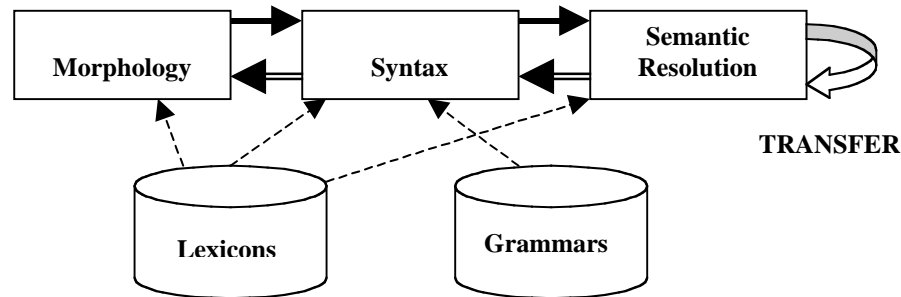 Morphology
Syntax
Semantic
Resolution
TRANSFER
Lexicons
Grammars